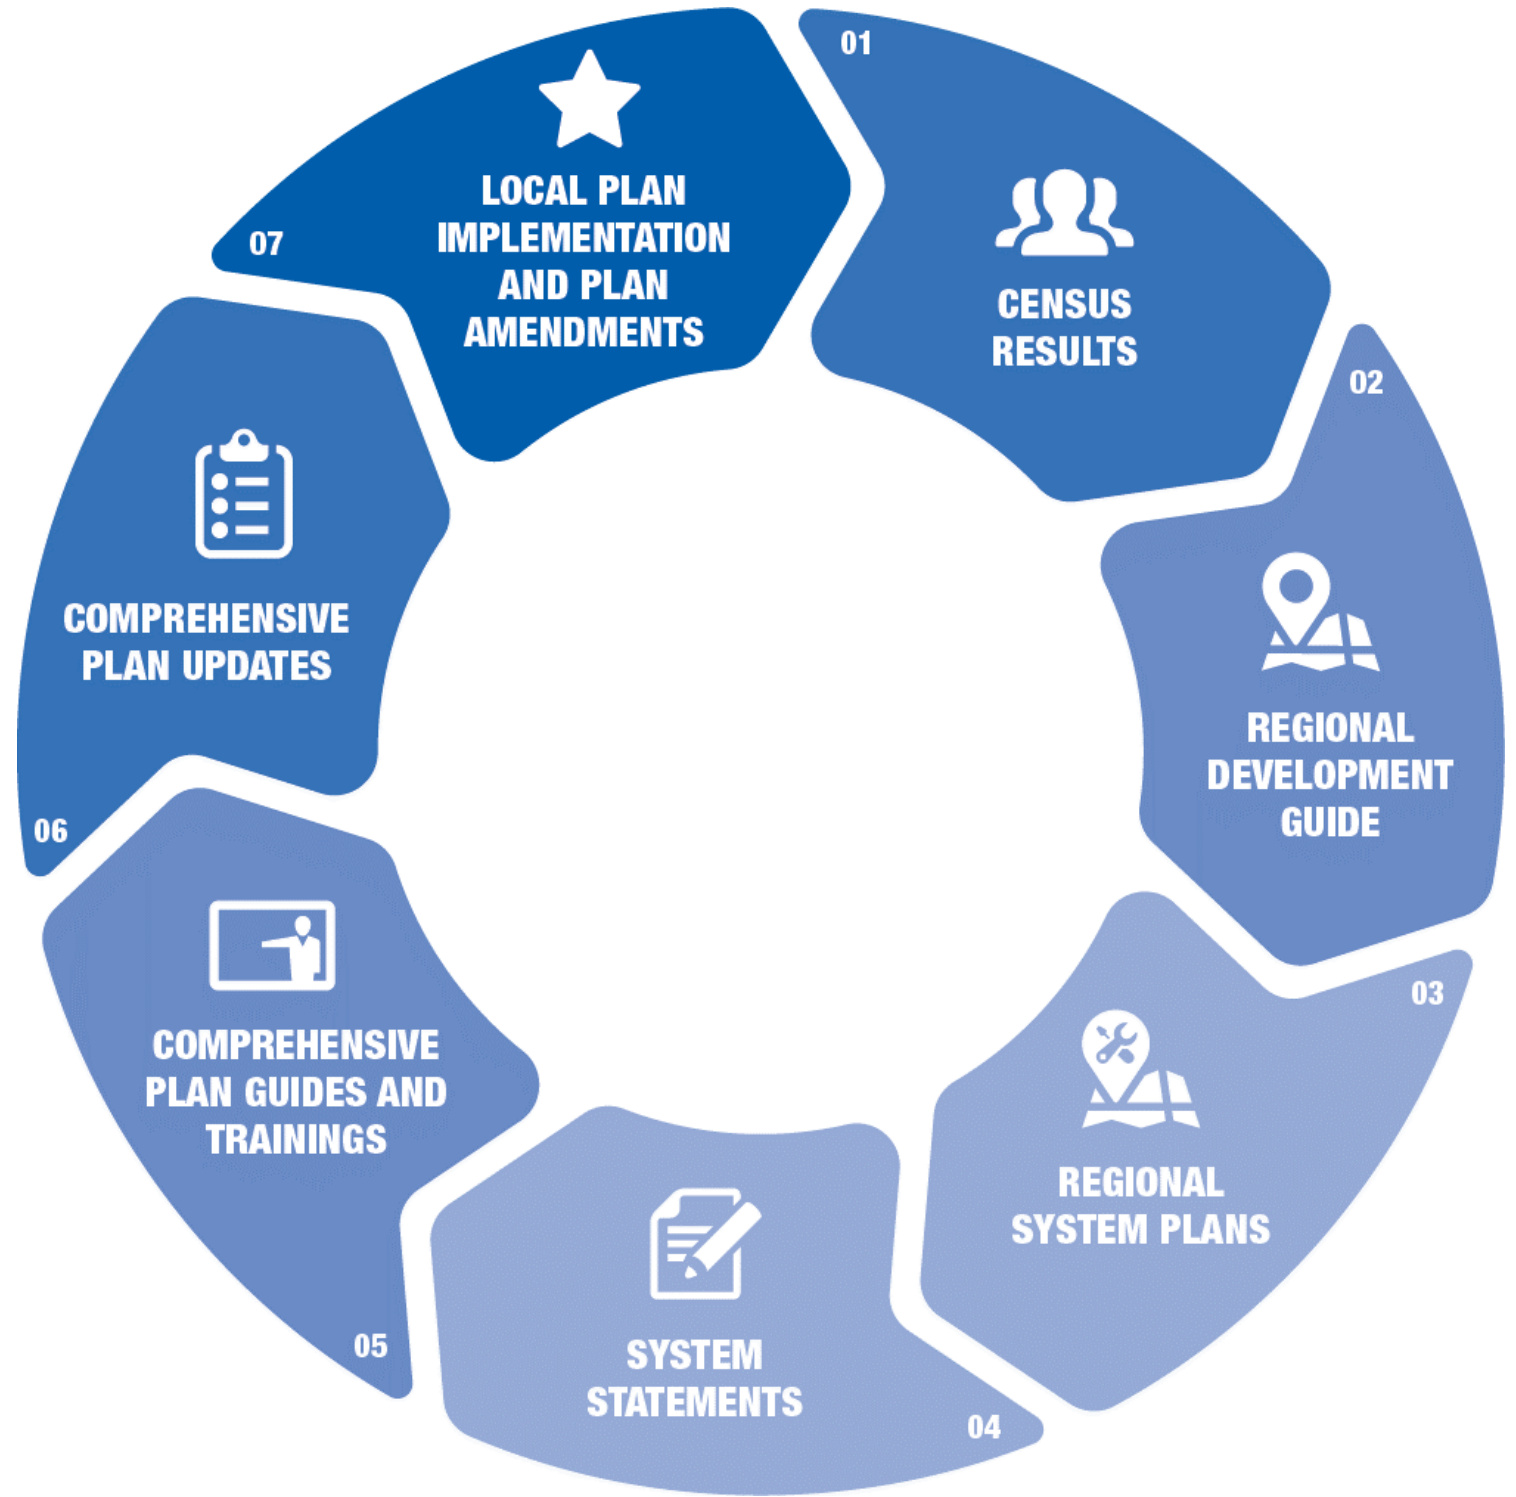 01
CENSUS
RESULTS
02
REGIONAL
DEVELOPMENT
GUIDE
03
REGIONAL
SYSTEM PLANS
04
SYSTEM
STATEMENTS
05
COMPREHENSIVE
PLAN GUIDES AND
TRAININGS
06
COMPREHENSIVE
PLAN UPDATES
07
LOCAL PLAN
IMPLEMENTATION
AND PLAN
AMENDMENTS